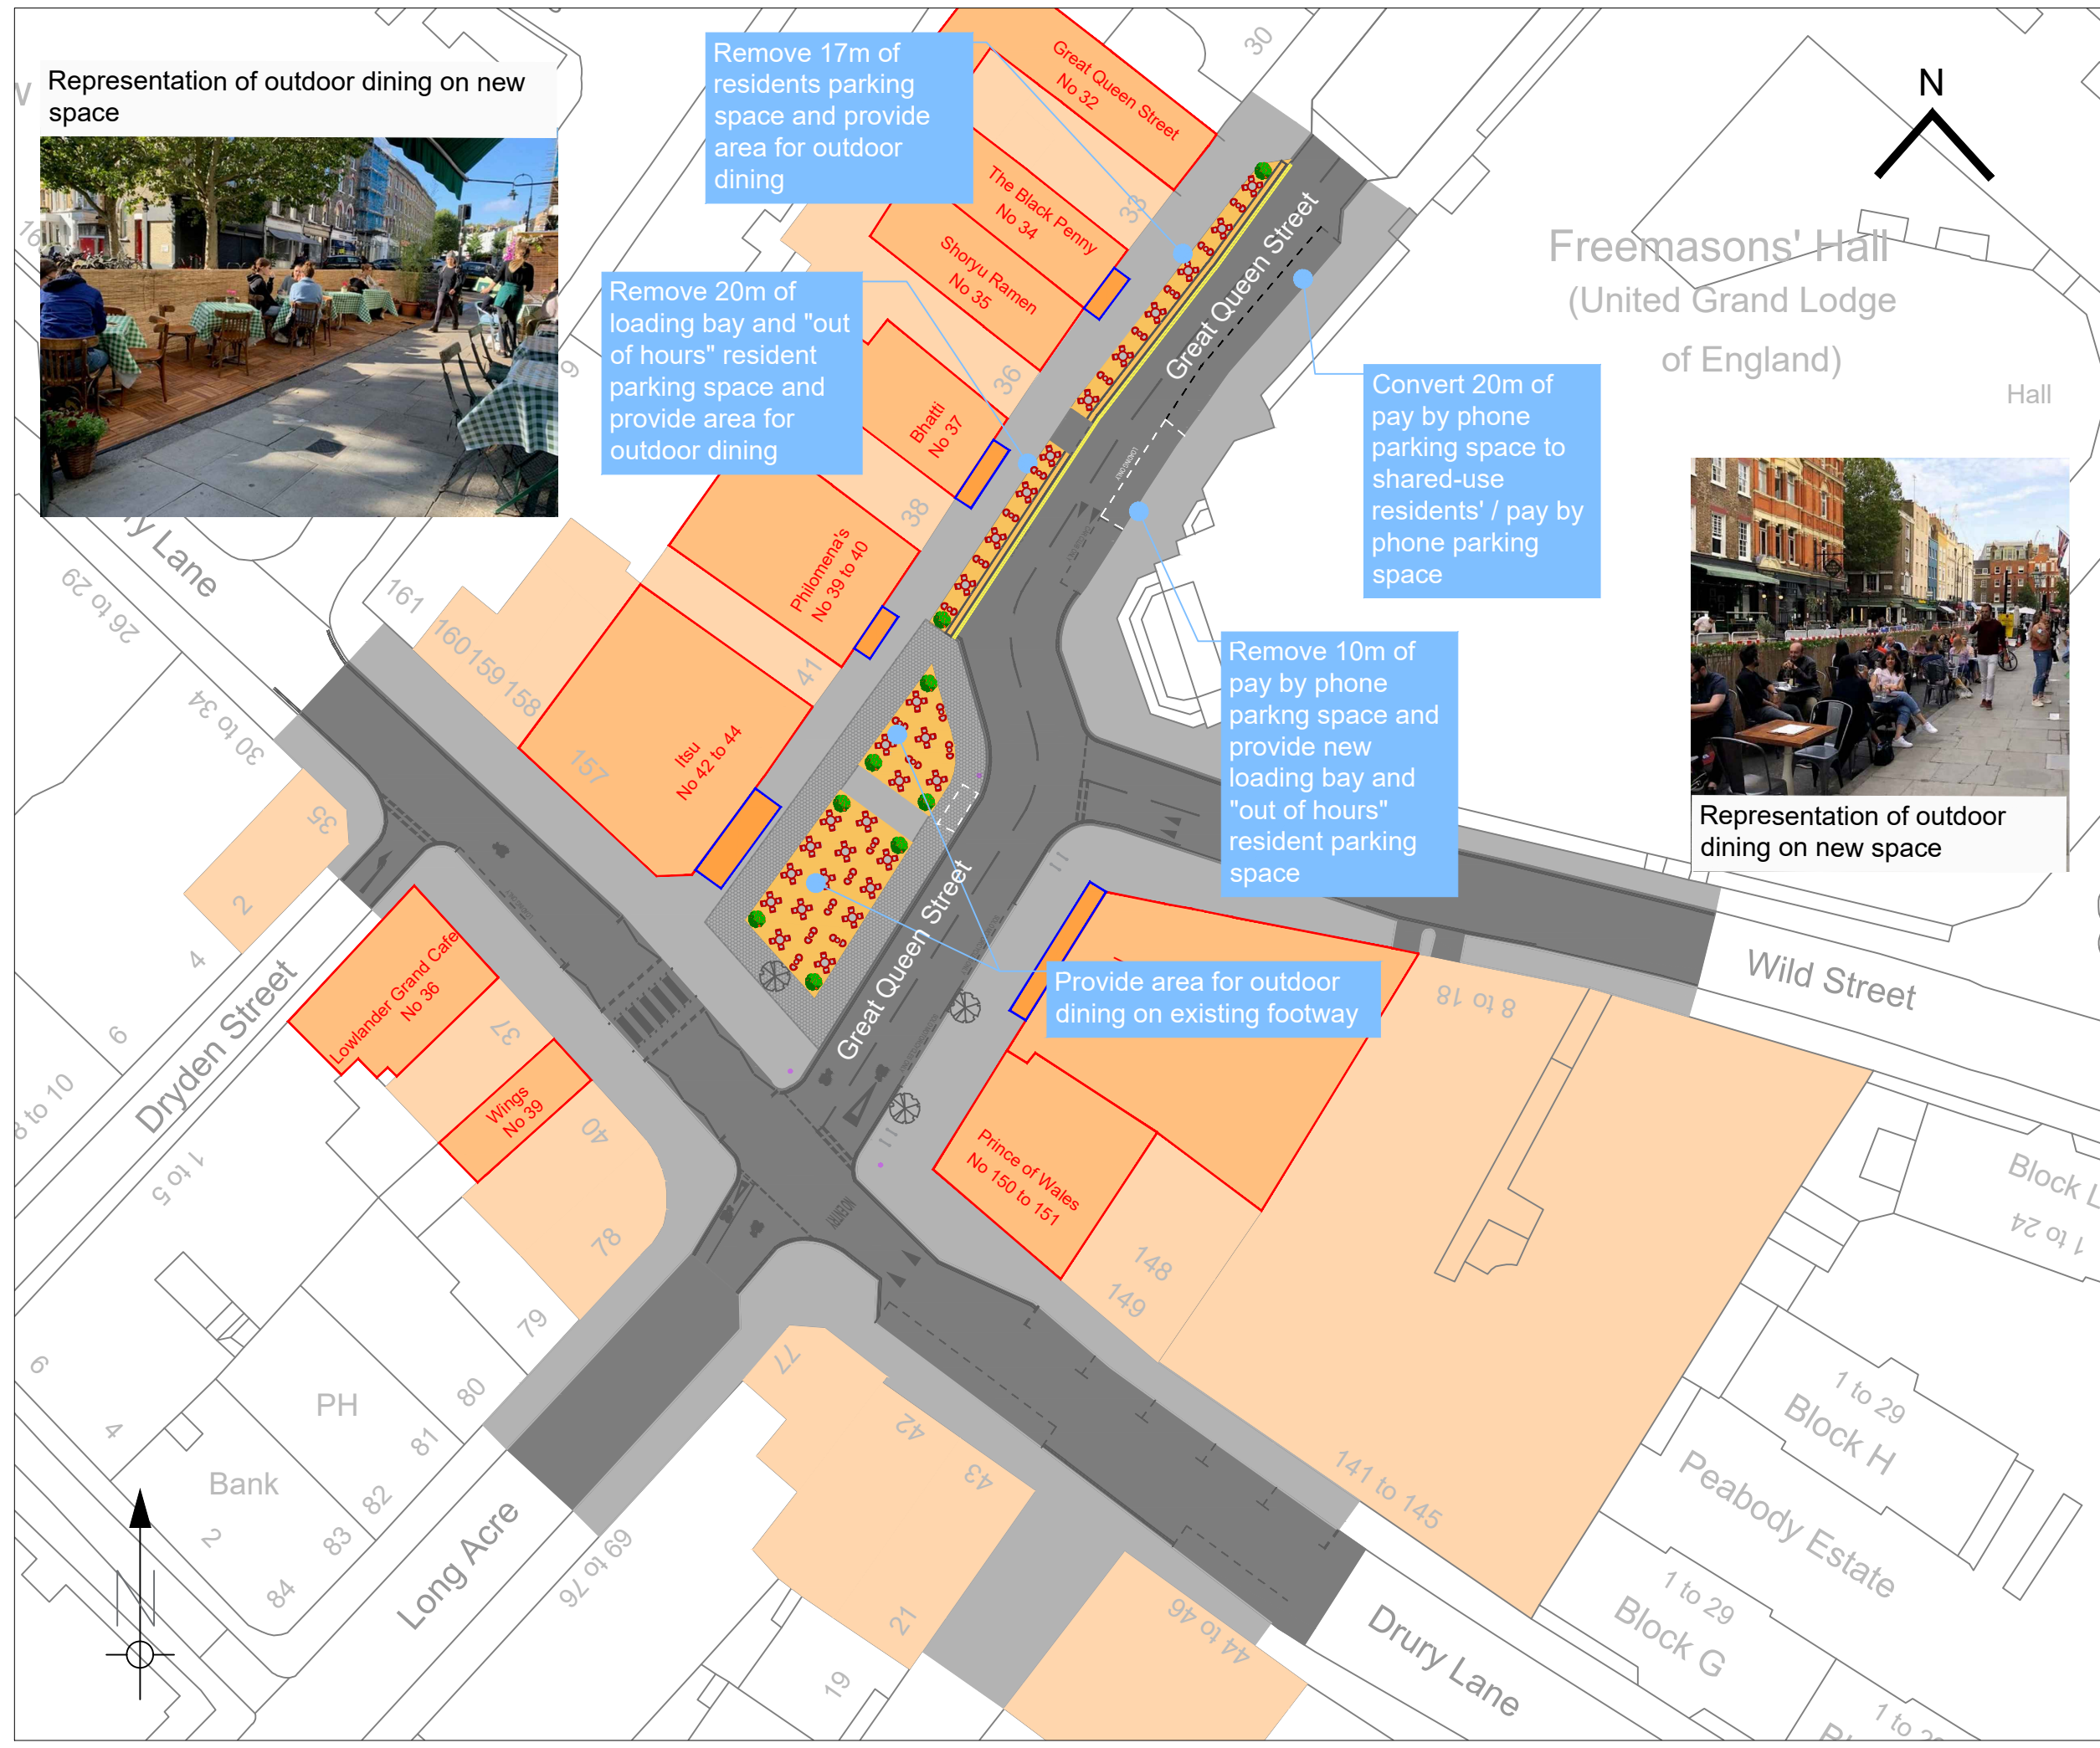 Representation of outdoor dining on new
space
Remove 17m of
residents parking
space and provide
area for outdoor
dining
Great Queen Street
No 32
30
N
33
The Black Penny
No 34
Shoryu Ramen
No 35
36
Great Queen Street
Freemasons' Hall
(United Grand Lodge
of England)
Hall
Remove 20m of
loading bay and "out
of hours" resident
parking space and
provide area for
outdoor dining
Convert 20m of
pay by phone
parking space to
shared-use
residents' / pay by
phone parking
space
9
Bhatti
No 37
38
LOADING ONLY
Philomena's
No 39 to 40
41
Itsu
No 42 to 44
ry Lane
26 to 29
30 to 34
161
160
159
158
157
Remove 10m of
pay by phone
parkng space and
provide new
loading bay and
"out of hours"
resident parking
space
Representation of outdoor
dining on new space
35
2
4
6
8 to 10
Dryden Street
Lowlander Grand Cafe
No 36
37
Wings
No 39
40
1 to 5
Great Queen Street
11
11
Provide area for outdoor
dining on existing footway
8 to 18
Wild Street
Prince of Wales
No 150 to 151
NO ENTRY
148
149
78
79
80
81
82
83
84
PH
Bank
2
4
6
Long Acre
69 to 76
77
42
43
21
19
44 to 46
141 to 145
Drury Lane
Block L
1 to 24
1 to 29
Block H
Peabody Estate
1 to 29
Block G
N